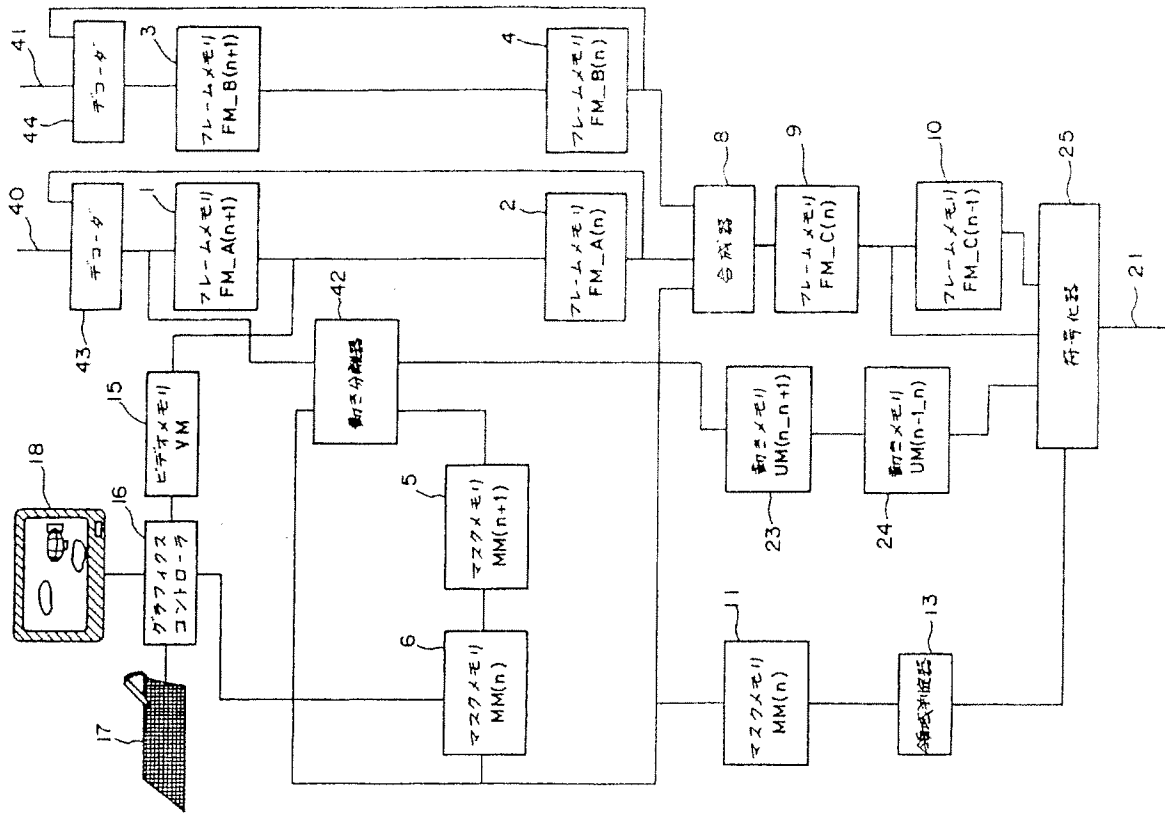 41
44
デコーダ
3
フレームメモリ
FM_B(n+1)
4
フレームメモリ
FM_B(n)
40
43
デコーダ
1
フレームメモリ
FM_A(n+1)
2
フレームメモリ
FM_A(n)
8
合成器
9
フレームメモリ
FM_C(n)
10
フレームメモリ
FM_C(n-1)
25
符号化器
21
15
ビデオメモリ
VM
42
動き分離器
18
16
グラフィクス
コントローラ
17
5
マスクメモリ
MM(n+1)
6
マスクメモリ
MM(n)
23
動きメモリ
UM(n_n+1)
24
動きメモリ
UM(n-1_n)
11
マスクメモリ
MM(n)
13
領域判定器